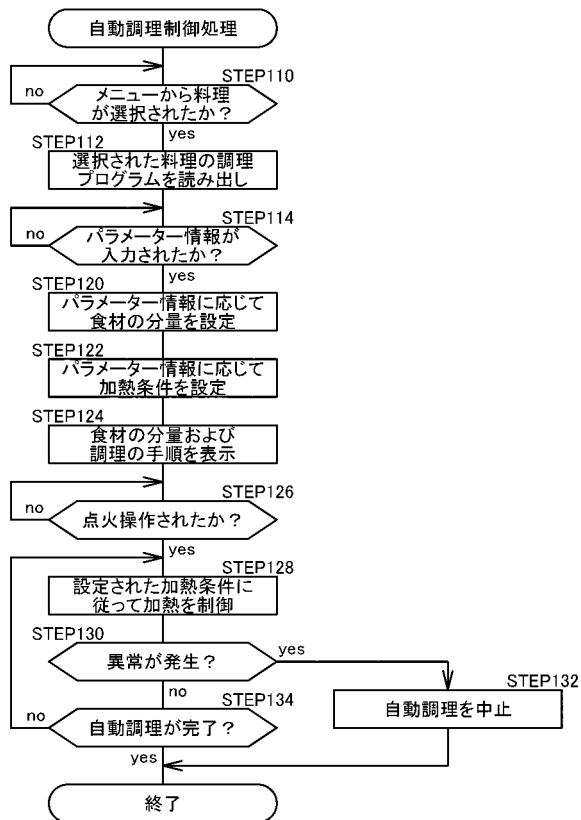 自動調理制御処理
STEP110
メニューから料理
が選択されたか？
no
yes
STEP112
選択された料理の調理
プログラムを読み出し
STEP114
パラメーター情報が
入力されたか？
no
yes
STEP120
パラメーター情報に応じて
食材の分量を設定
STEP122
パラメーター情報に応じて
加熱条件を設定
STEP124
食材の分量および
調理の手順を表示
STEP126
点火操作されたか？
no
yes
STEP128
設定された加熱条件に
従って加熱を制御
STEP130
異常が発生？
yes
no
STEP132
自動調理を中止
STEP134
自動調理が完了？
no
yes
終了